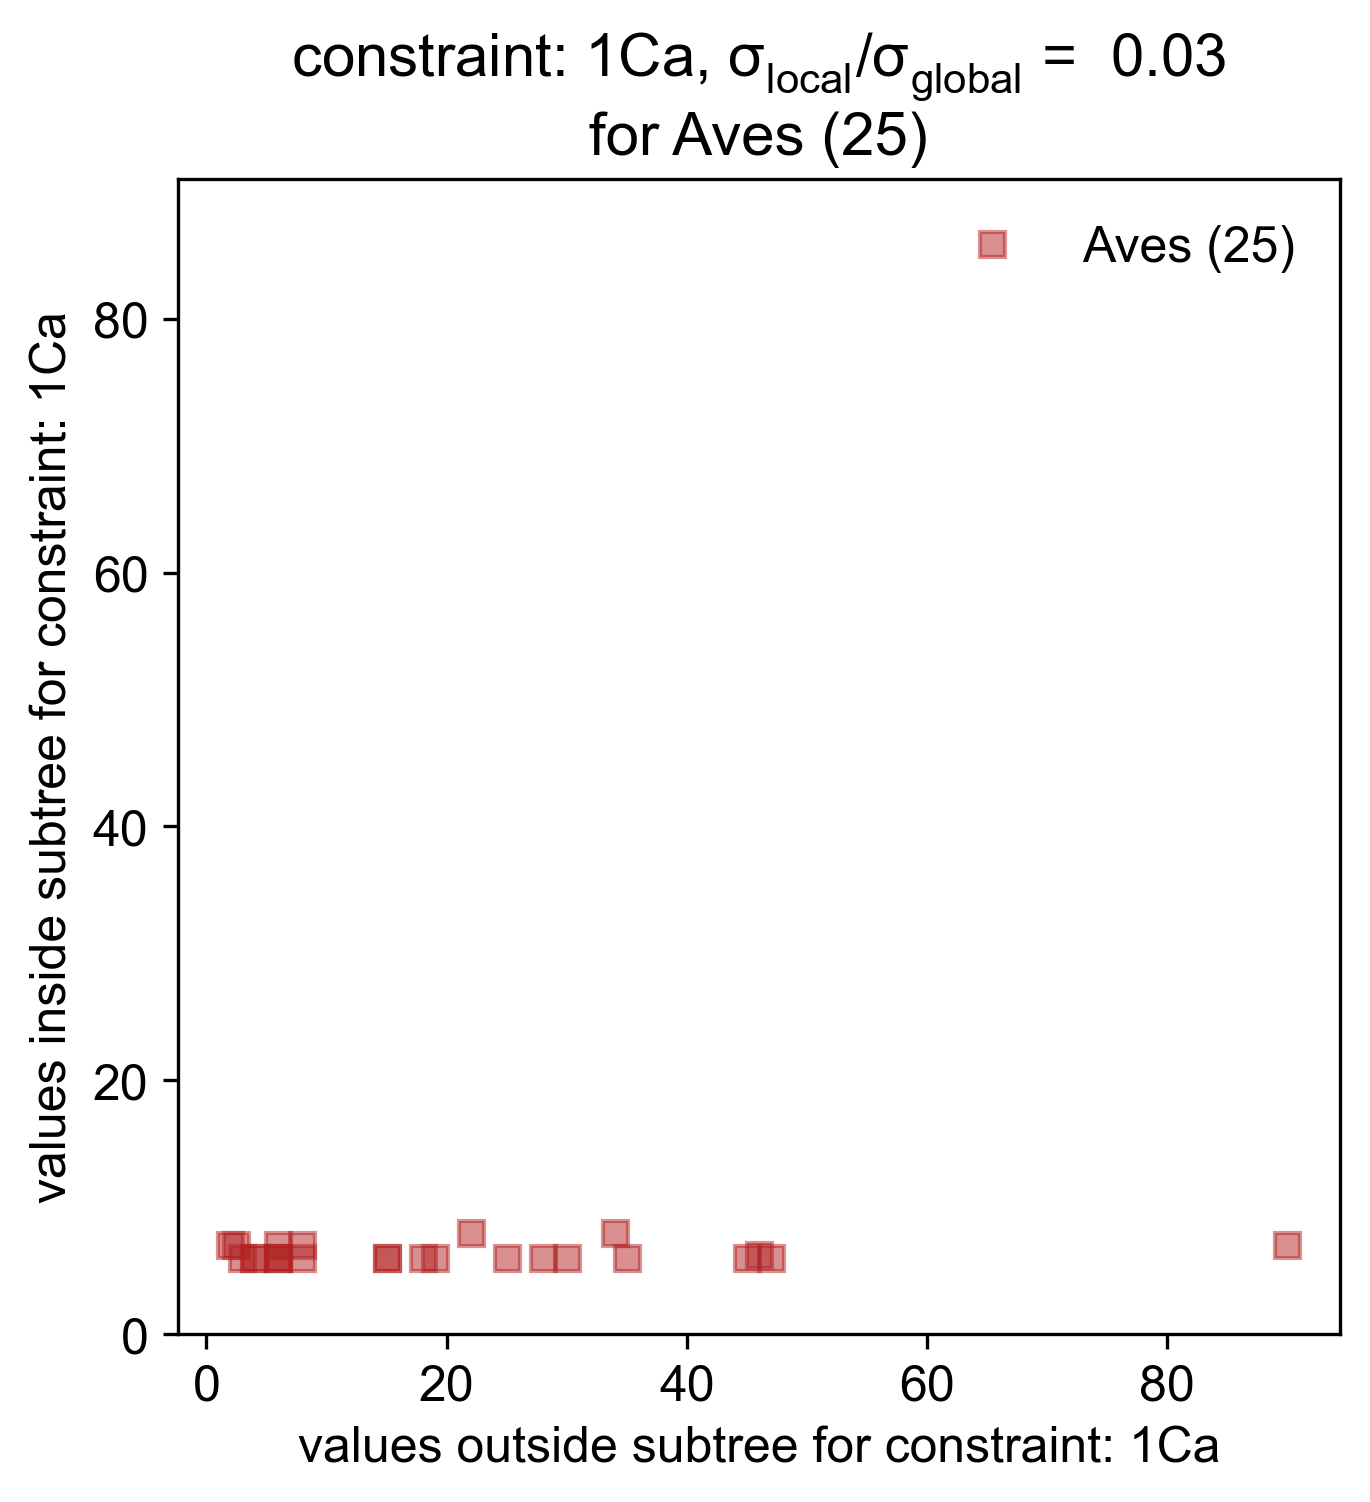 constraint: 1Ca, σlocal/σglobal = 0.03
for Aves (25)
Aves (25)
values inside subtree for constraint: 1Ca
80
60
40
20
0
0 20 40 60 80
values outside subtree for constraint: 1Ca